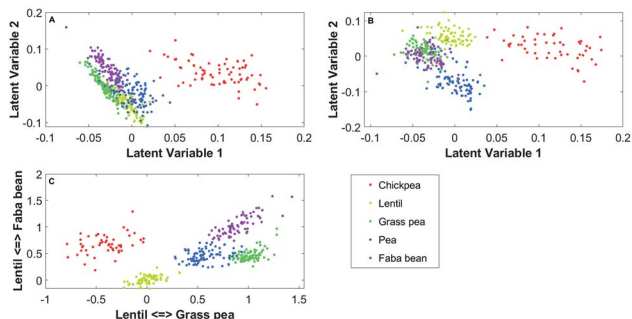 A
Latent Variable 2
0.2
0.1
0
-0.1
-0.05 0 0.05 0.1 0.15 0.2
Latent Variable 1
B
Latent Variable 2
0.1
0
-0.1
-0.2
-0.1 -0.05 0 0.05 0.1 0.15 0.2
Latent Variable 1
C
Lentil <=> Faba bean
2
1.5
1
0.5
0
-1 -0.5 0 0.5 1 1.5
Lentil <=> Grass pea
Chickpea
Lentil
Grass pea
Pea
Faba bean